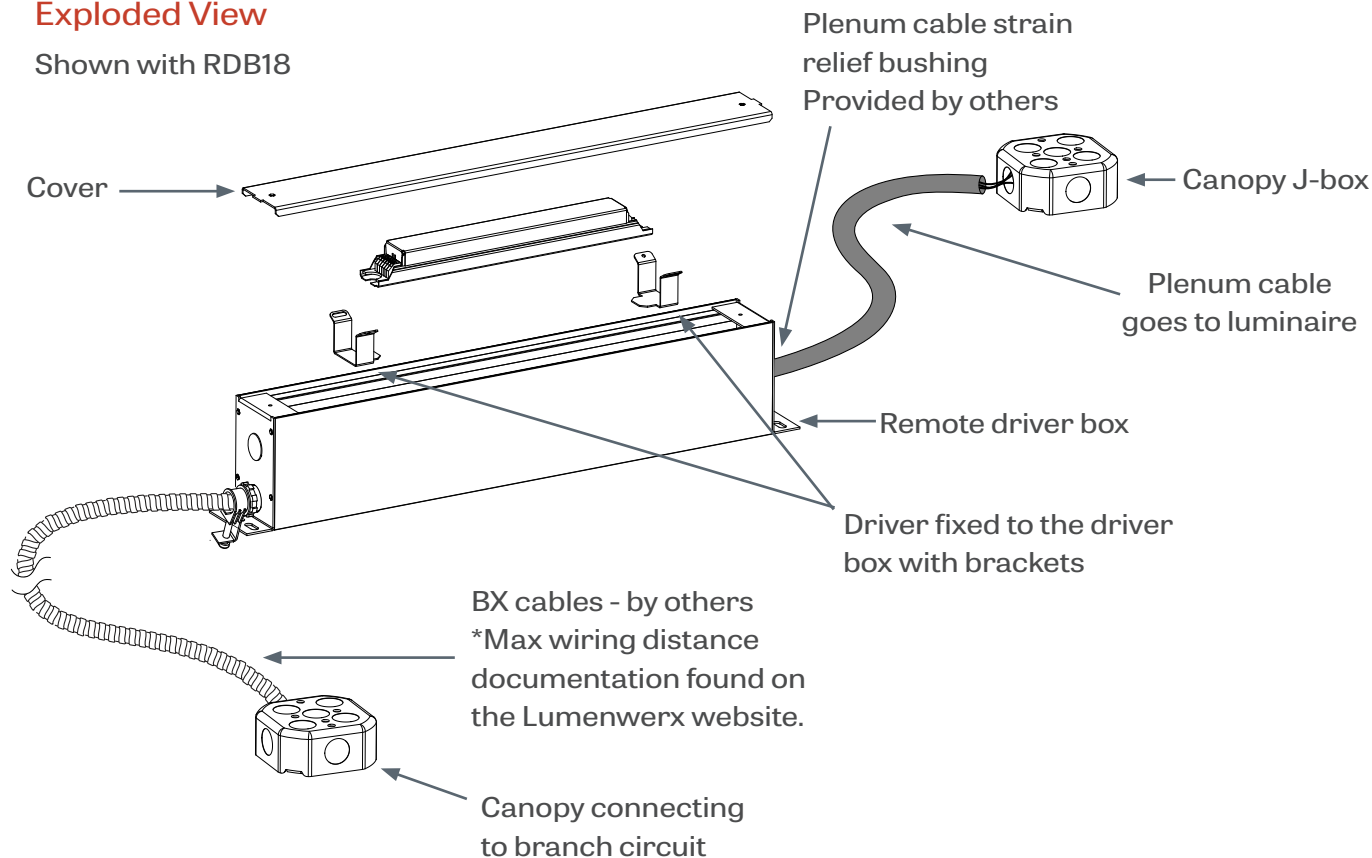 Exploded View
Shown with RDB18
Plenum cable strain
relief bushing
Provided by others
Cover
Canopy J-box
Plenum cable
goes to luminaire
Remote driver box
Driver fixed to the driver
box with brackets
BX cables - by others
*Max wiring distance
documentation found on
the Lumenwerx website.
Canopy connecting
to branch circuit